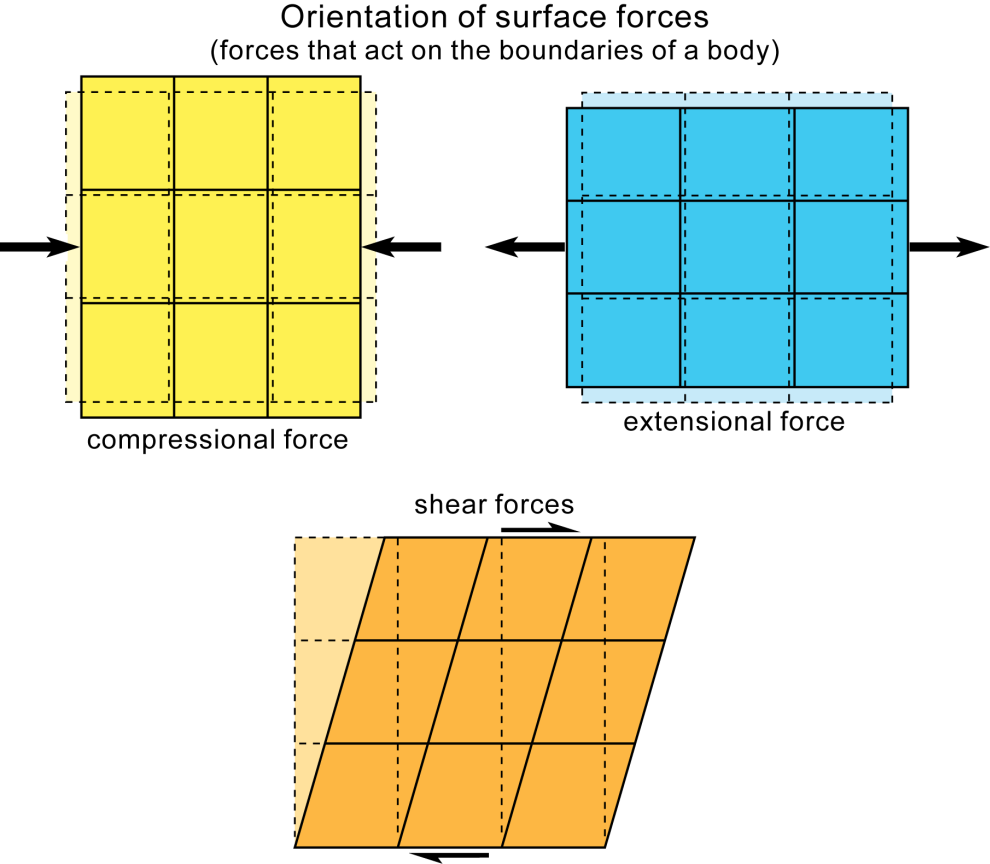 Orientation of surface forces
(forces that act on the boundaries of a body)
compressional force
extensional force
shear forces